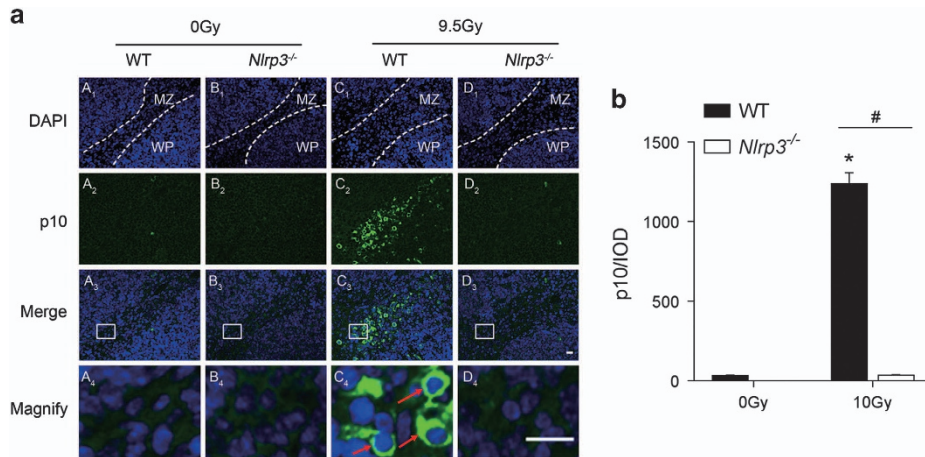 a
0Gy 9.5Gy
WT Nlrp3-/- WT Nlrp3-/-
DAPI
A1 MZ WP
B1 MZ WP
C1 MZ WP
D1 MZ WP
p10
A2 B2 C2 D2
Merge
A3 B3 C3 D3
Magnify
A4 B4 C4 D4
b
WT
Nlrp3-/-
#
*
p10/IOD
1500
1000
500
0
0Gy 10Gy